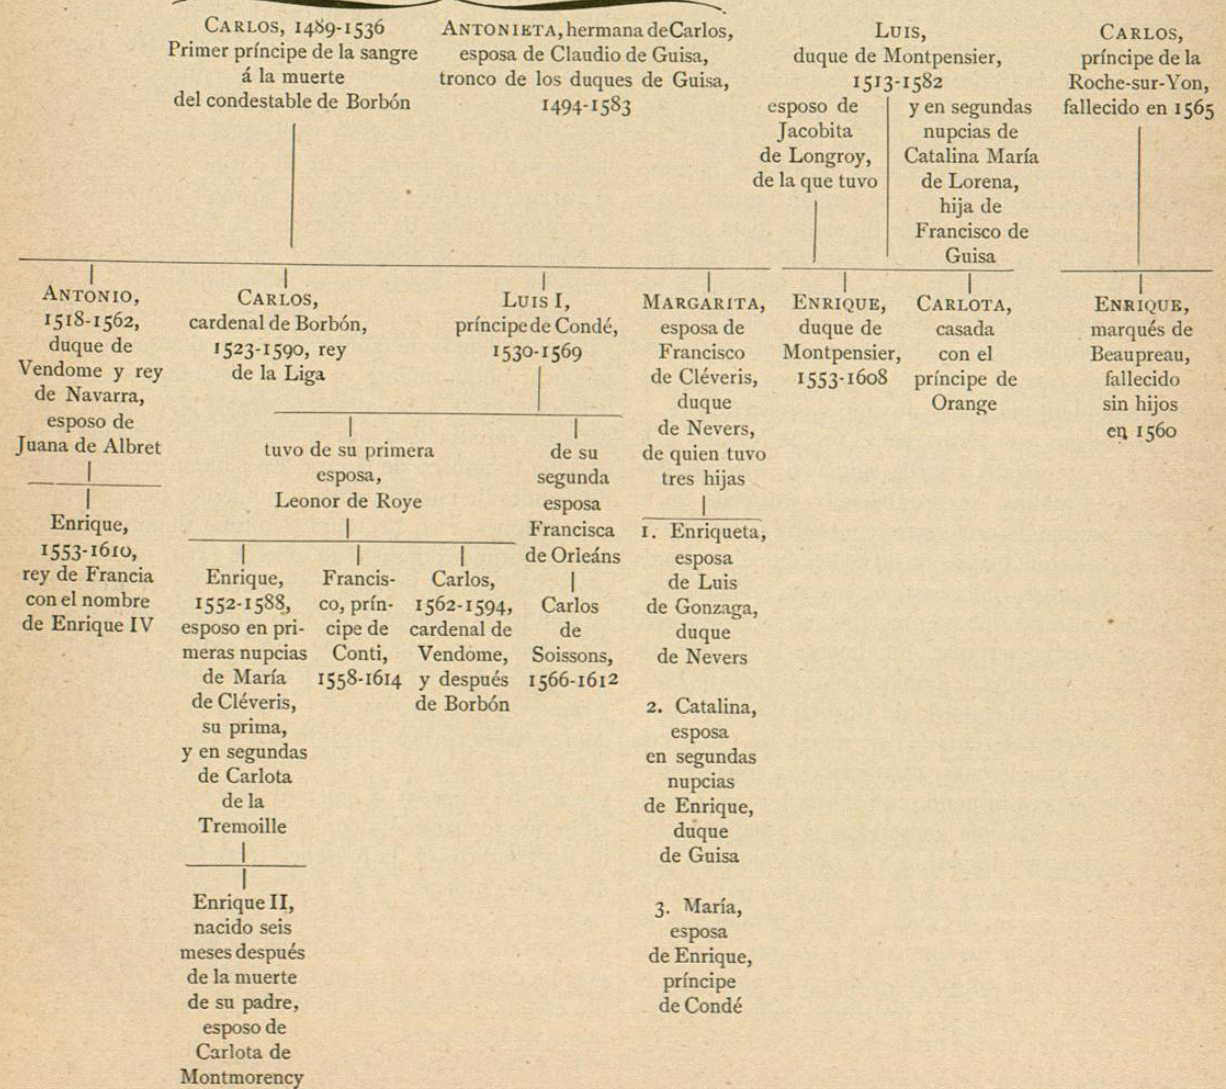 CARLOS, 1489-1536
Primer príncipe de la sangre
á la muerte
del condestable de Borbón
ANTONIETA, hermana de Carlos,
esposa de Claudio de Guisa,
tronco de los duques de Guisa,
1494-1583
LUIS,
duque de Montpensier,
1513-1582
esposo de
Jacobita
de Longroy,
de la que tuvo
y en segundas
nupcias de
Catalina María
de Lorena,
hija de
Francisco de
Guisa
CARLOS,
príncipe de la
Roche-sur-Yon,
fallecido en 1565
ANTONIO,
1518-1562,
duque de
Vendome y rey
de Navarra,
esposo de
Juana de Albret
CARLOS,
cardenal de Borbón,
1523-1590, rey
de la Liga
LUIS I,
príncipe de Condé,
1530-1569
MARGARITA,
esposa de
Francisco
de Cléveris,
duque
de Nevers,
de quien tuvo
tres hijas
ENRIQUE,
duque de
Montpensier,
1553-1608
CARLOTA,
casada
con el
príncipe de
Orange
ENRIQUE,
marqués de
Beaupreau,
fallecido
sin hijos
en 1560
tuvo de su primera
esposa,
Leonor de Roye
de su
segunda
esposa
Francisca
de Orleáns
Enrique,
1553-1610,
rey de Francia
con el nombre
de Enrique IV
Enrique,
1552-1588,
esposo en pri-
meras nupcias
de María
de Cléveris,
su prima,
y en segundas
de Carlota
de la
Tremoille
Francis-
co, prín-
cipe de
Conti,
1558-1614
Carlos,
1562-1594,
cardenal de
Vendome,
y después
de Borbón
Carlos
de
Soissons,
1566-1612
1. Enriqueta,
esposa
de Luis
de Gonzaga,
duque
de Nevers
2. Catalina,
esposa
en segundas
nupcias
de Enrique,
duque
de Guisa
3. María,
esposa
de Enrique,
príncipe
de Condé
Enrique II,
nacido seis
meses después
de la muerte
de su padre,
esposo de
Carlota de
Montmorency